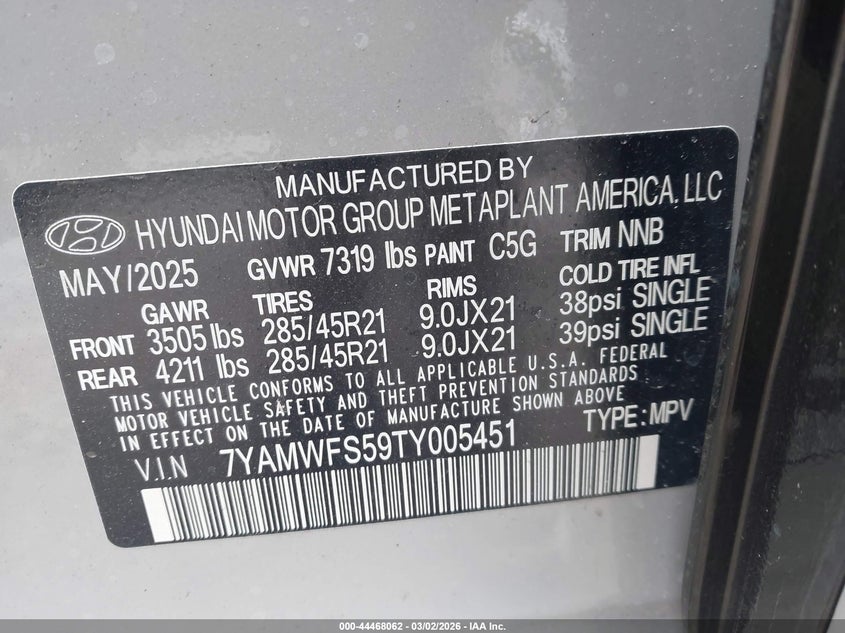 MANUFACTURED BY
HYUNDAI MOTOR GROUP METAPLANT AMERICA, LLC
MAY/2025 GVWR 7319 lbs PAINT C5G TRIM NNB
GAWR TIRES RIMS COLD TIRE INFL
FRONT 3505 lbs 285/45R21 9.0JX21 38psi SINGLE
REAR 4211 lbs 285/45R21 9.0JX21 39psi SINGLE
THIS VEHICLE CONFORMS TO ALL APPLICABLE U.S.A. FEDERAL
MOTOR VEHICLE SAFETY AND THEFT PREVENTION STANDARDS
IN EFFECT ON THE DATE OF MANUFACTURE
V.I.N 7YAMWFS59TY005451 TYPE: MPV
000-44468062 - 03/02/2026 - IAA Inc.